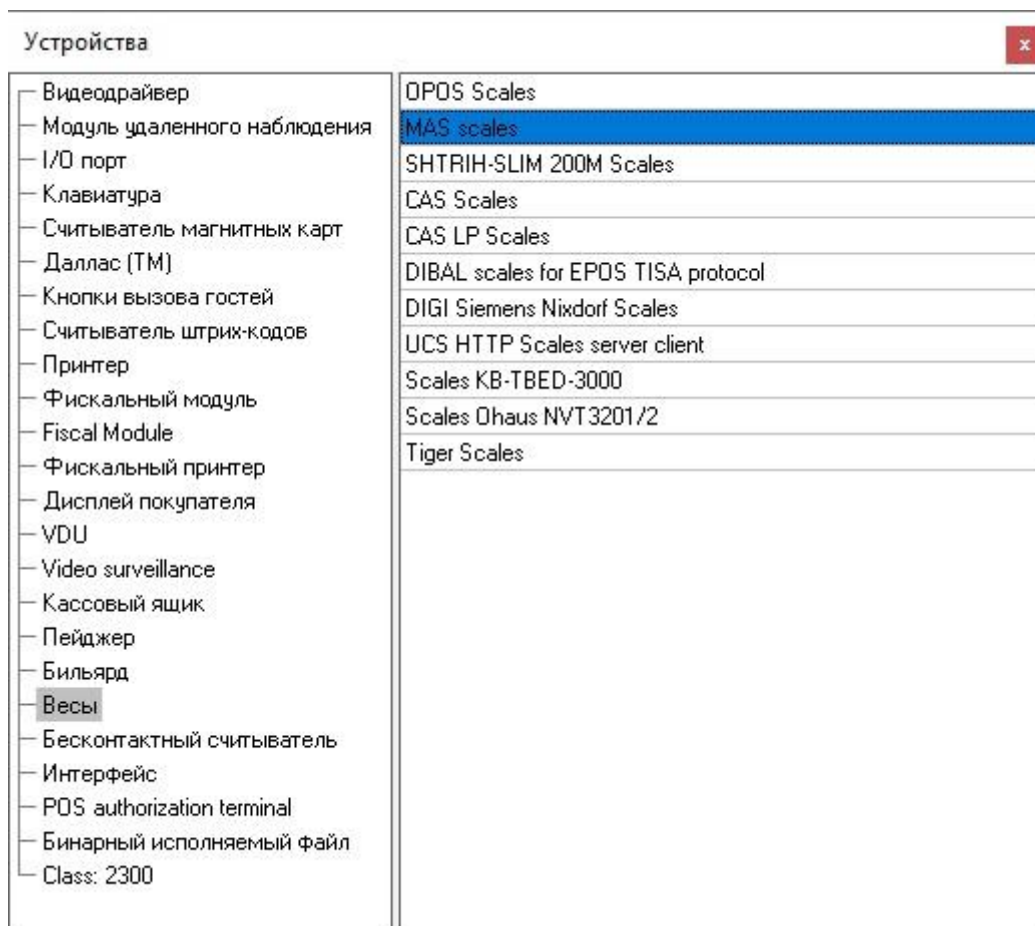 Устройства
x
Видеодрайвер
Модуль удаленного наблюдения
I/O порт
Клавиатура
Считыватель магнитных карт
Даллас (ТМ)
Кнопки вызова гостей
Считыватель штрих-кодов
Принтер
Фискальный модуль
Fiscal Module
Фискальный принтер
Дисплей покупателя
VDU
Video surveillance
Кассовый ящик
Пейджер
Бильярд
Весы
Бесконтактный считыватель
Интерфейс
POS authorization terminal
Бинарный исполняемый файл
Class: 2300
OPOS Scales
MAS scales
SHTRIH-SLIM 200M Scales
CAS Scales
CAS LP Scales
DIBAL scales for EPOS TISA protocol
DIGI Siemens Nixdorf Scales
UCS HTTP Scales server client
Scales KB-TBED-3000
Scales Ohaus NVT3201/2
Tiger Scales